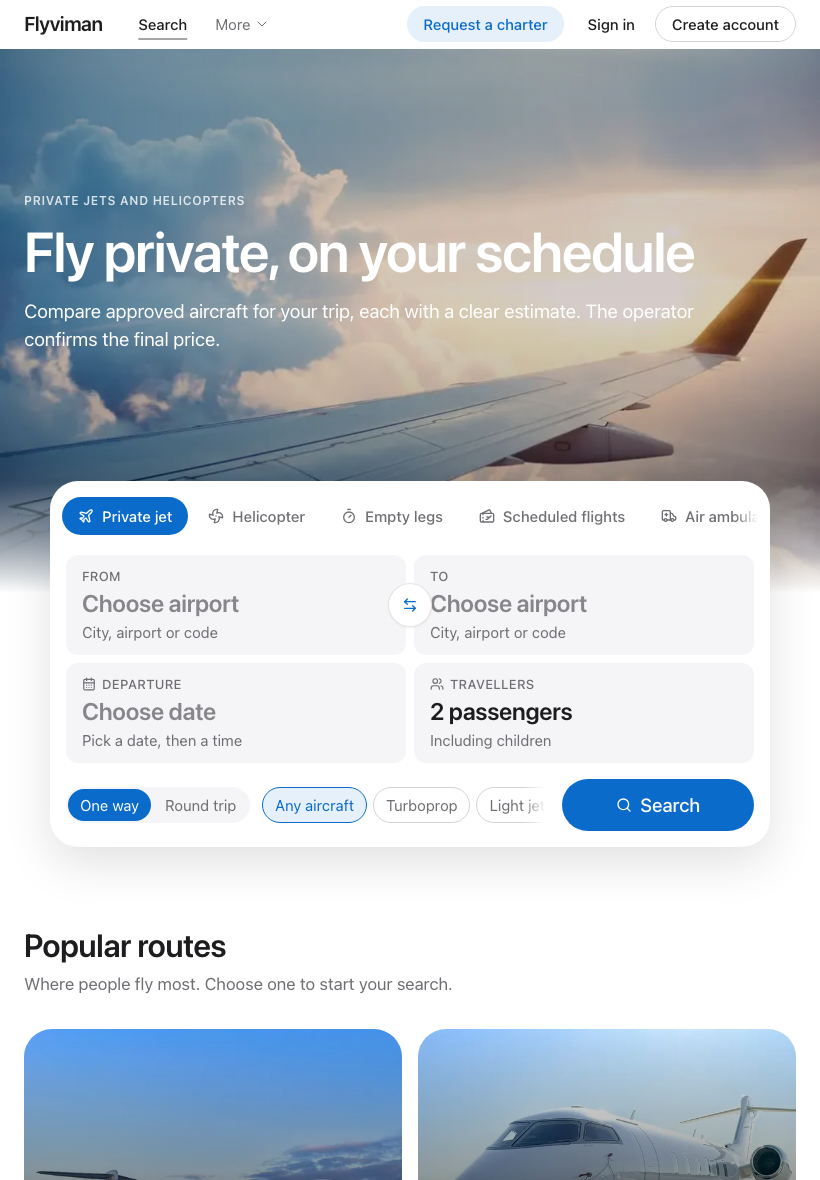 Flyviman
Search
More
Request a charter
Sign in
Create account
PRIVATE JETS AND HELICOPTERS
Fly private, on your schedule
Compare approved aircraft for your trip, each with a clear estimate. The operator
confirms the final price.
Private jet
Helicopter
Empty legs
Scheduled flights
Air ambula
FROM
Choose airport
City, airport or code
TO
Choose airport
City, airport or code
DEPARTURE
Choose date
Pick a date, then a time
TRAVELLERS
2 passengers
Including children
One way
Round trip
Any aircraft
Turboprop
Light jet
Search
Popular routes
Where people fly most. Choose one to start your search.